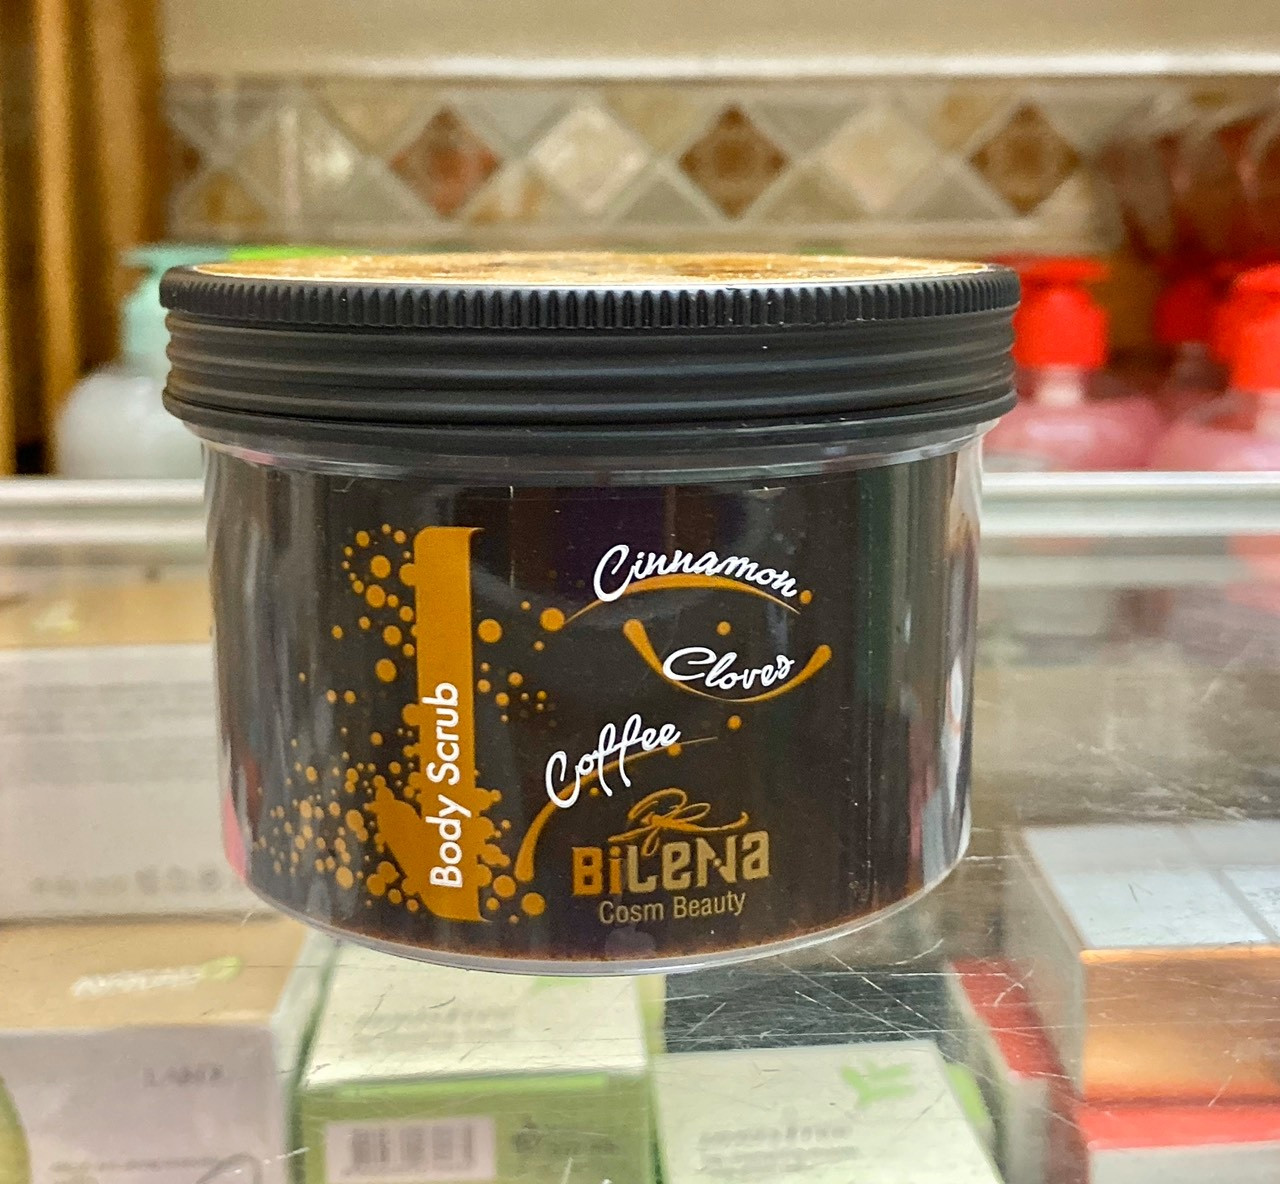 Cinnamon
Cloves
Coffee
Body Scrub
BiLeNa
Cosm Beauty